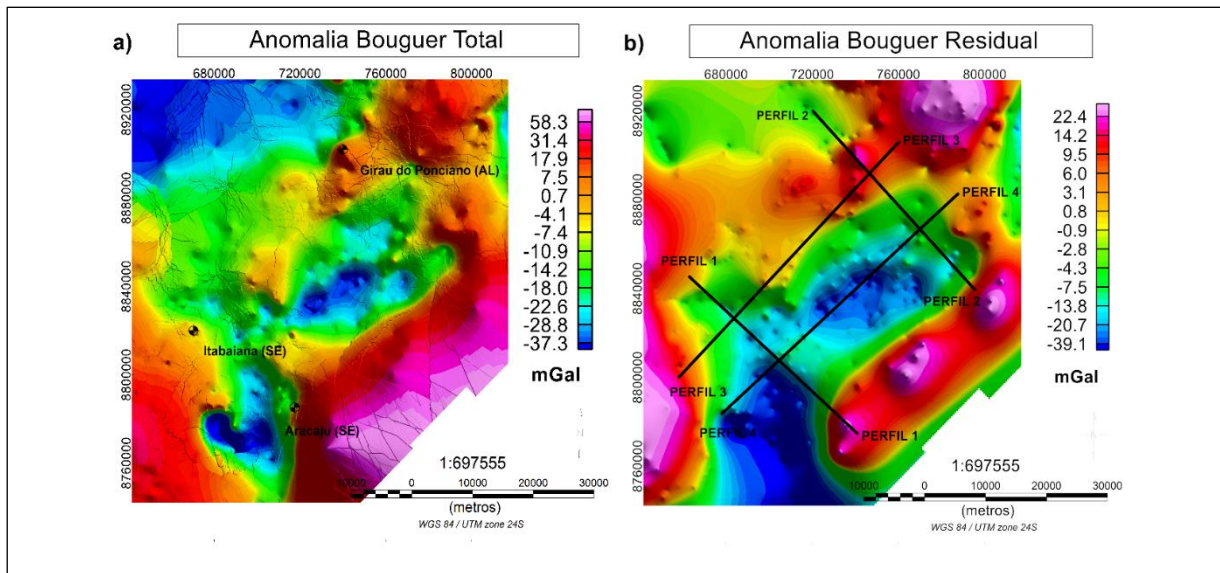 a)
Anomalia Bouguer Total
680000
720000
760000
800000
8920000
8880000
8840000
8800000
8760000
Girau do Ponciano (AL)
Itabaiana (SE)
Aracaju (SE)
58.3
31.4
17.9
7.5
0.7
-4.1
-7.4
-10.9
-14.2
-18.0
-22.6
-28.8
-37.3
mGal
1:697555
10000 0 10000 20000 30000
(metros)
WGS 84 / UTM zone 24S
b)
Anomalia Bouguer Residual
680000
720000
760000
800000
8920000
8880000
8840000
8800000
8760000
PERFIL 2
PERFIL 3
PERFIL 4
PERFIL 1
PERFIL 2
PERFIL 3
PERFIL 4
PERFIL 1
22.4
14.2
9.5
6.0
3.1
0.8
-0.9
-2.8
-4.3
-7.5
-13.8
-20.7
-39.1
mGal
1:697555
10000 0 10000 20000 30000
(metros)
WGS 84 / UTM zone 24S